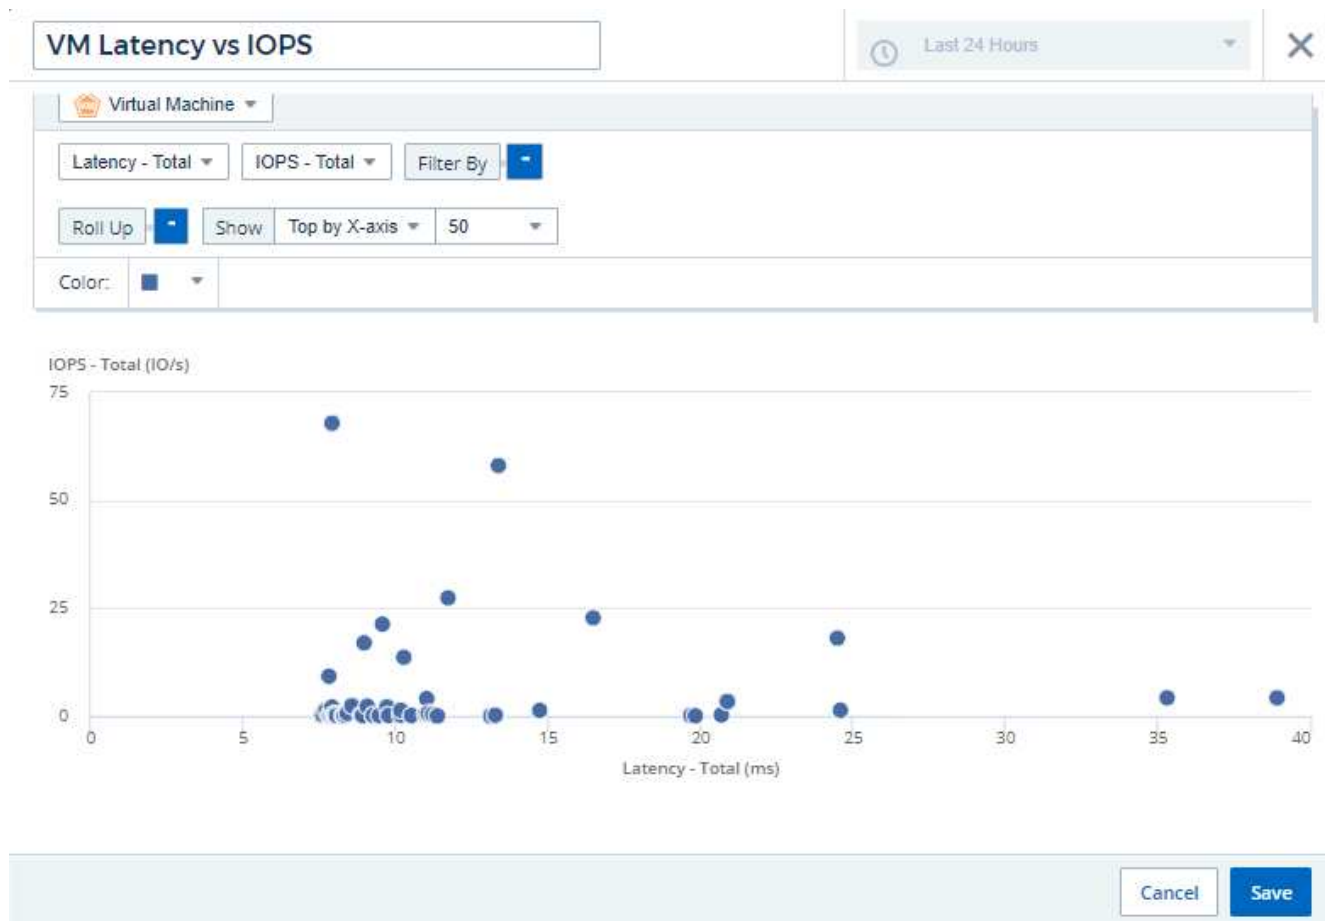 VM Latency vs IOPS
Last 24 Hours
Virtual Machine
Latency - Total
IOPS - Total
Filter By
-
Roll Up
-
Show
Top by X-axis
50
Color:
IOPS - Total (IO/s)
75
50
25
0
0 5 10 15 20 25 30 35 40
Latency - Total (ms)
Cancel
Save